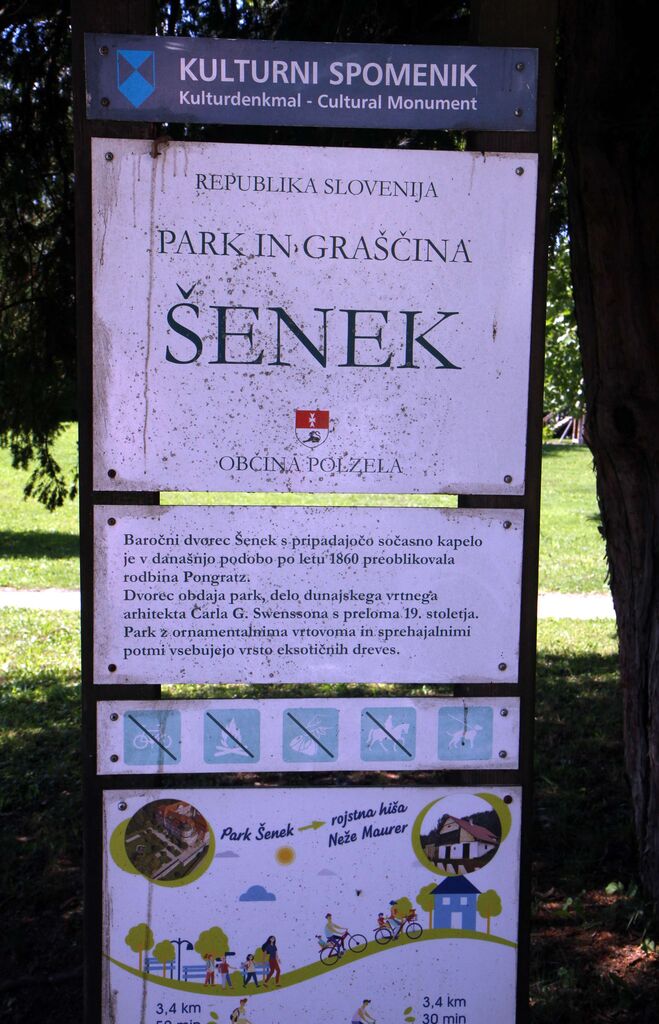 KULTURNI SPOMENIK
Kulturdenkmal - Cultural Monument
REPUBLIKA SLOVENIJA
PARK IN GRAŠČINA
ŠENEK
OBČINA POLZELA
Baročni dvorec Šenek s pripadajočo sočasno kapelo
je v današnjo podobo po letu 1860 preoblikovala
rodbina Pongratz.
Dvorec obdaja park, delo dunajskega vrtnega
arhitekta Carla G. Swenssona s preloma 19. stoletja.
Park z ornamentalnima vrtovoma in sprehajalnimi
potmi vsebujejo vrsto eksotičnih dreves.
Park Šenek
rojstna hiša
Neže Maurer
3,4 km
50 min
3,4 km
30 min